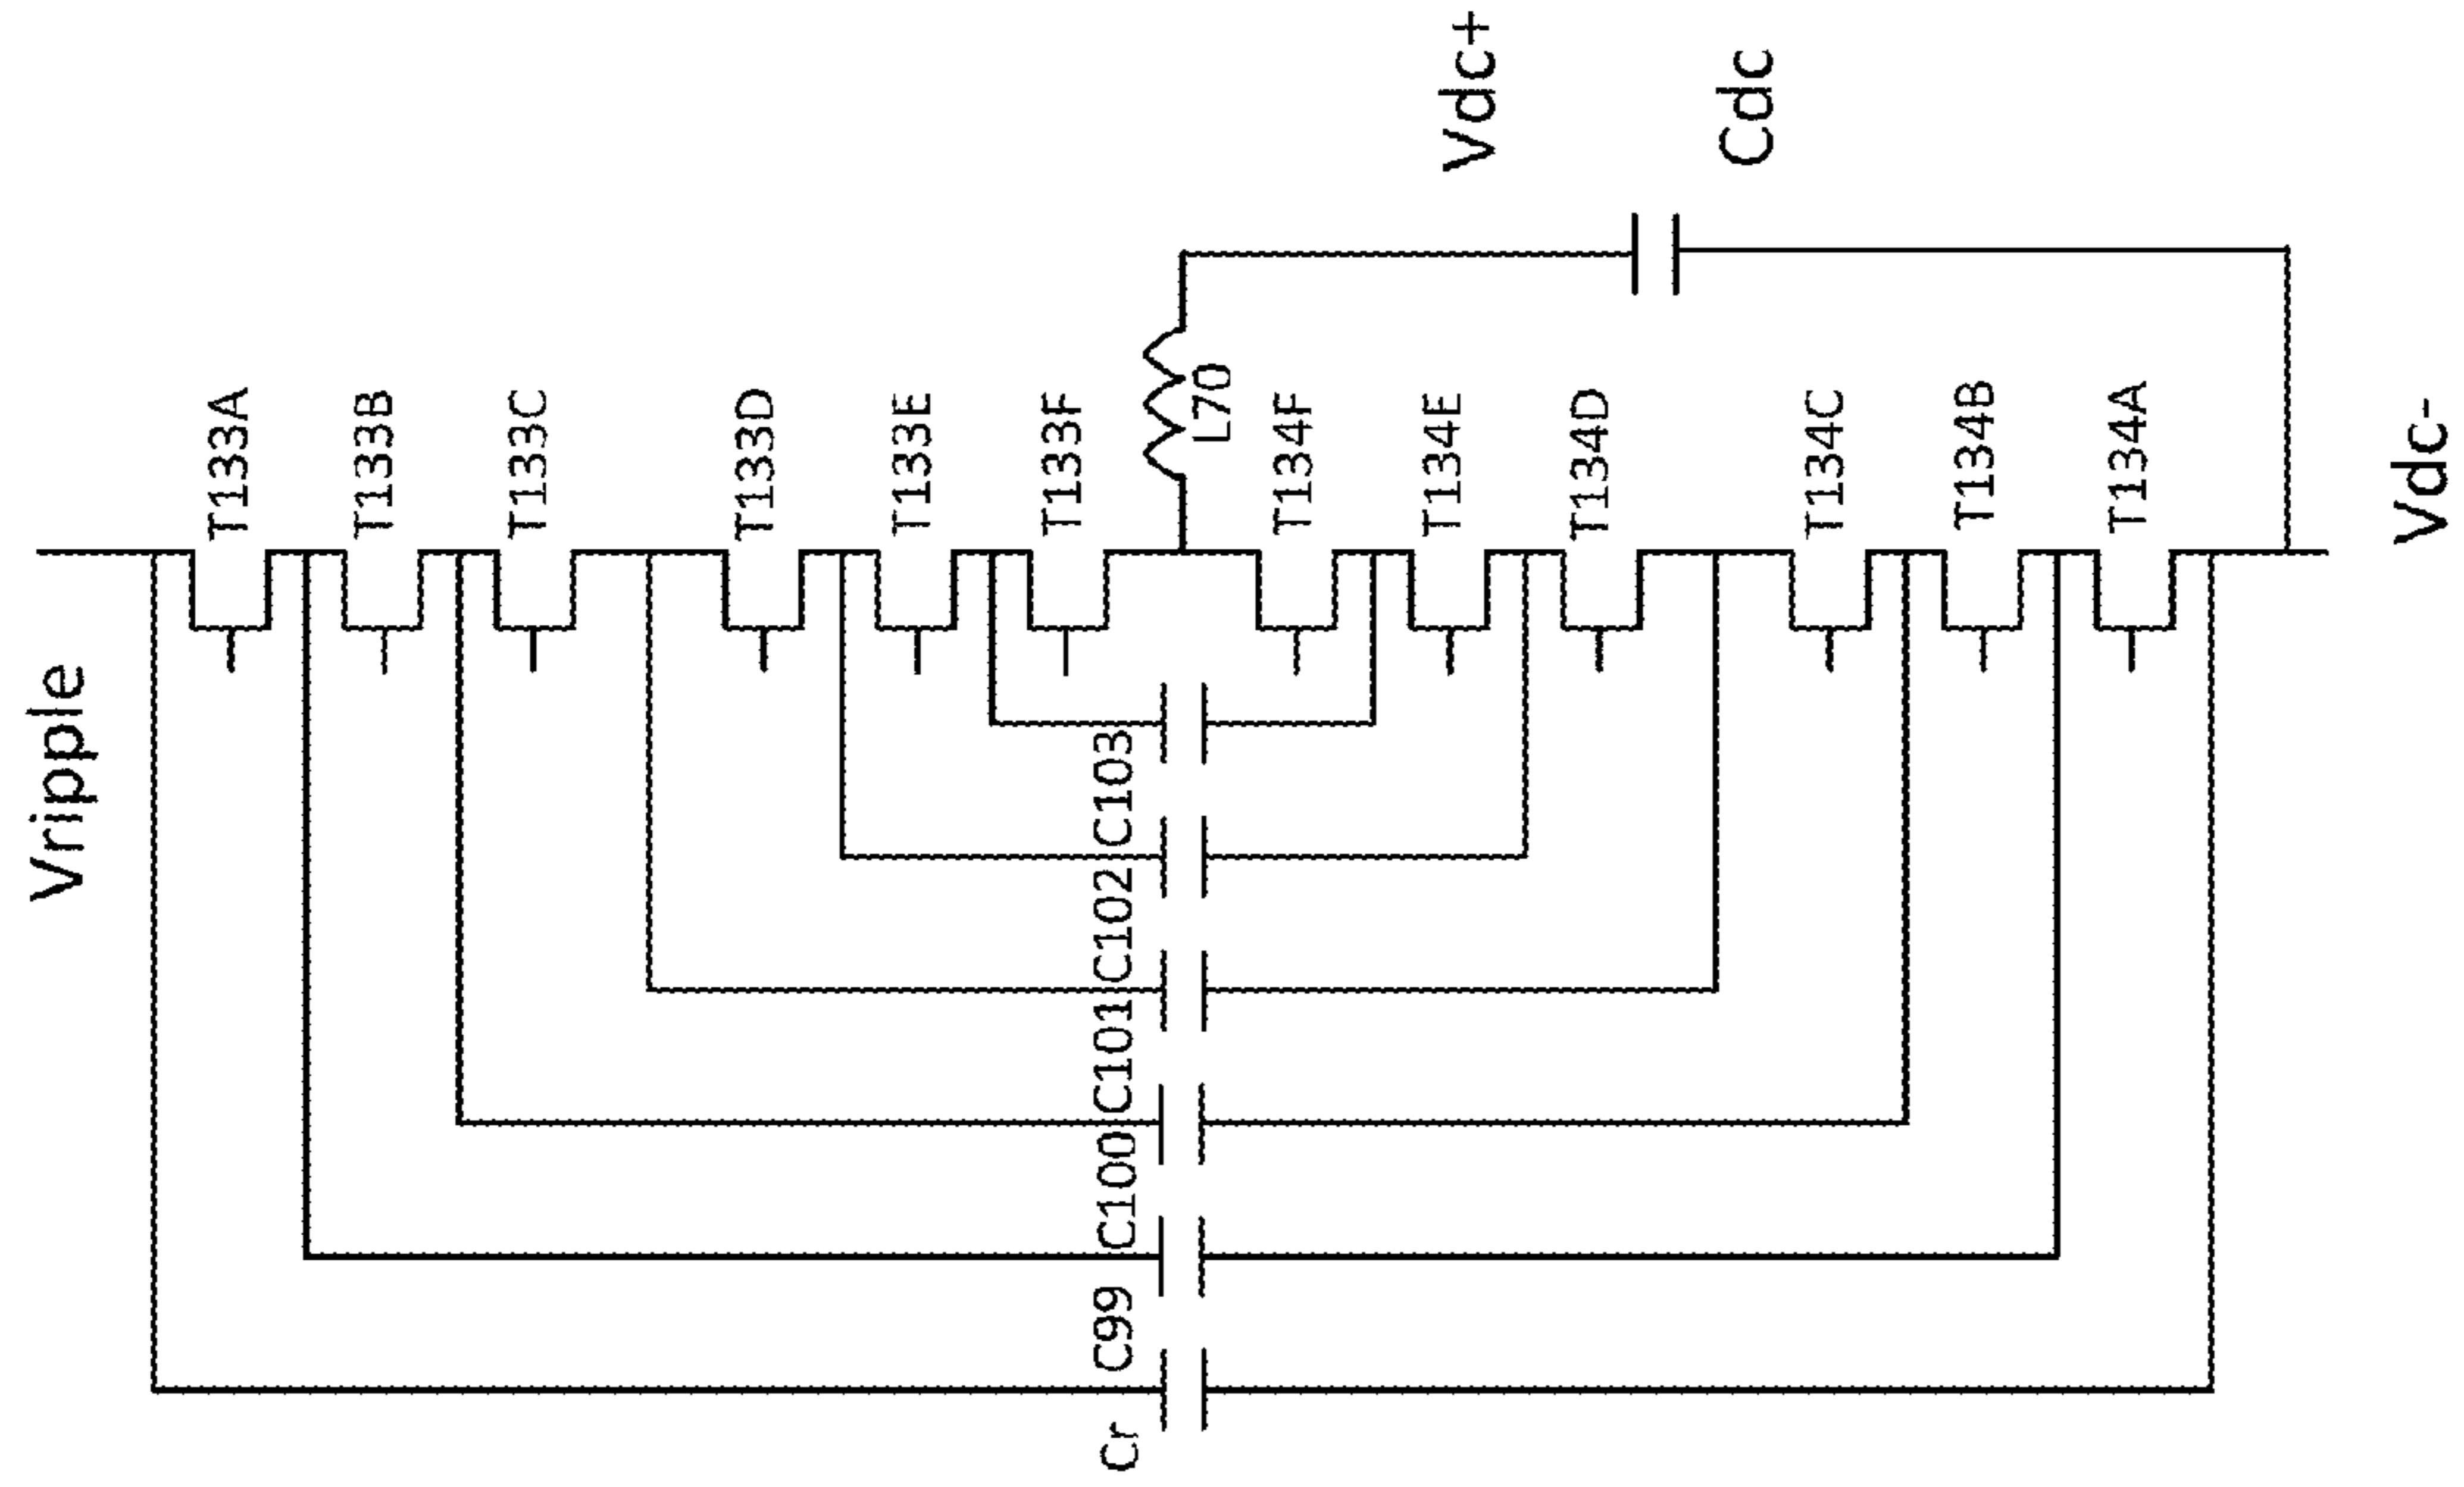 Vripple
T133A
T133B
T133C
T133D
T133E
T133F
L70
T134F
T134E
T134D
T134C
T134B
T134A
Cr
C99
C100
C101
C102
C103
Vdc+
Cdc
Vdc-